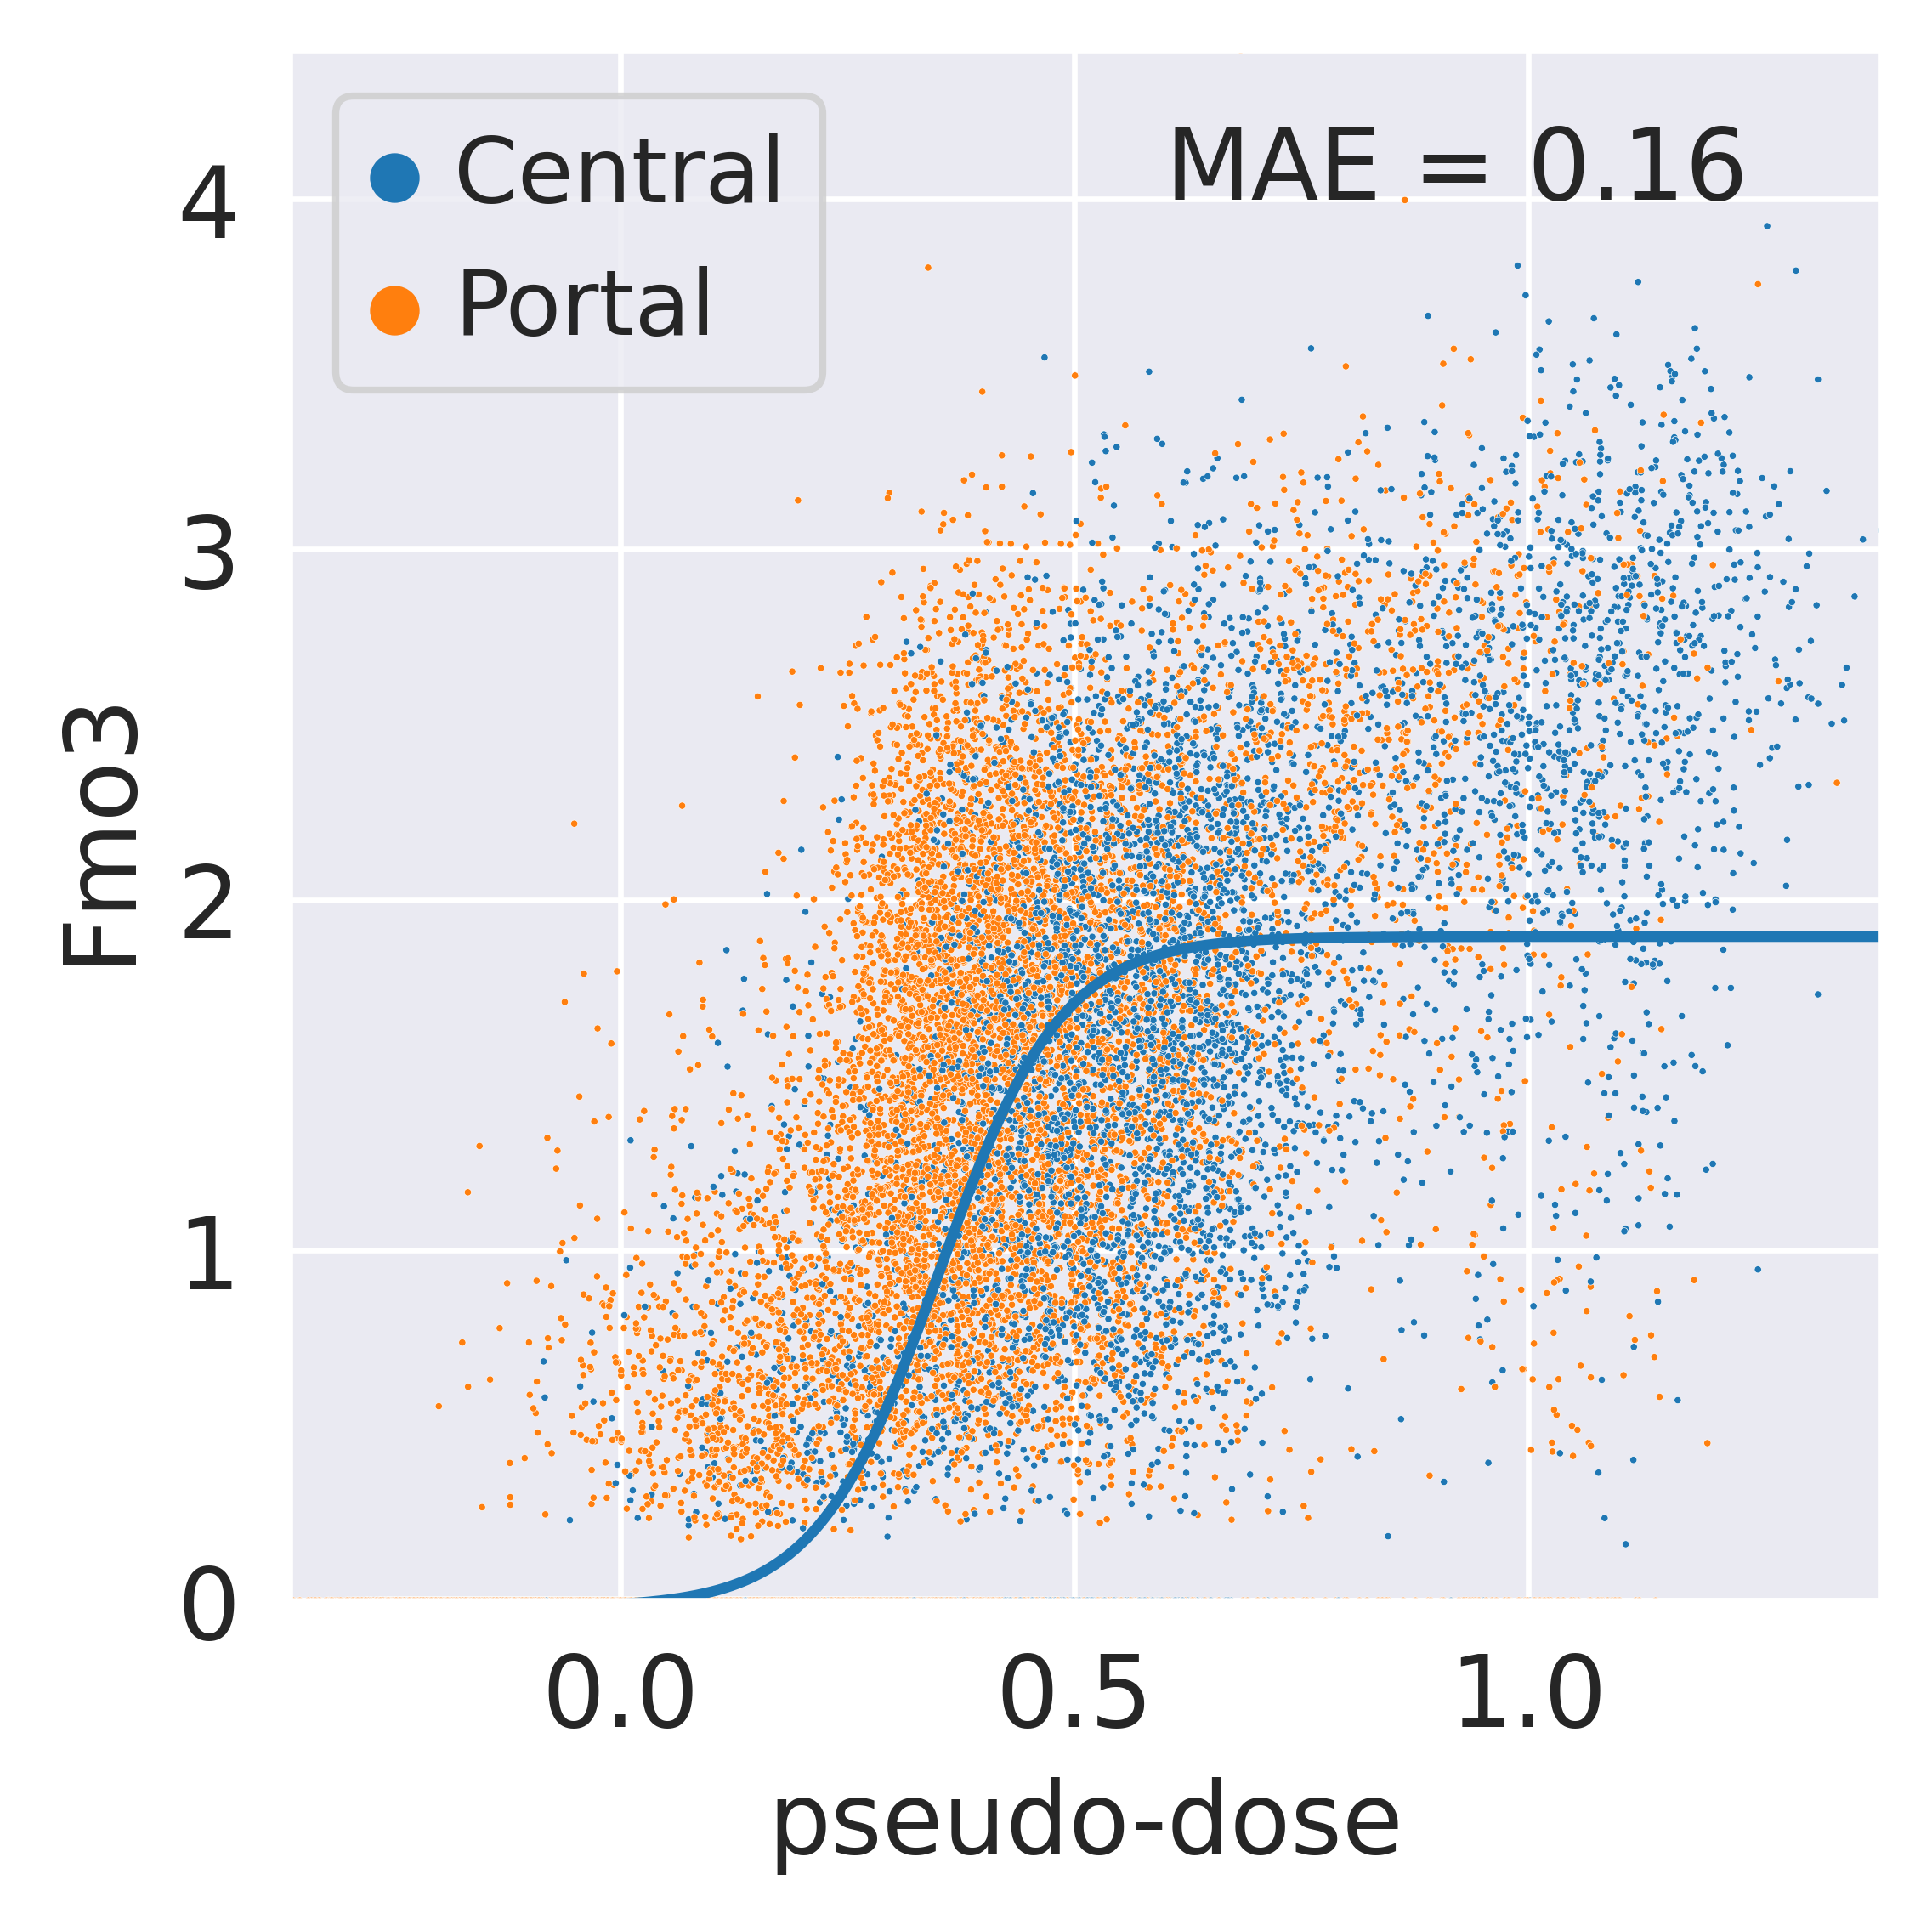 Central
Portal
MAE = 0.16
4
3
2
1
0
Fmo3
0.0 0.5 1.0
pseudo-dose